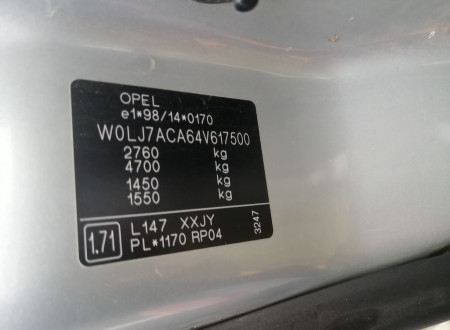 OPEL
e1*98/14*0170
W0LJ7ACA64V617500
2760 kg
4700 kg
1450 kg
1550 kg
1.71
L147 XXJY
PL*1170 RP04
3247